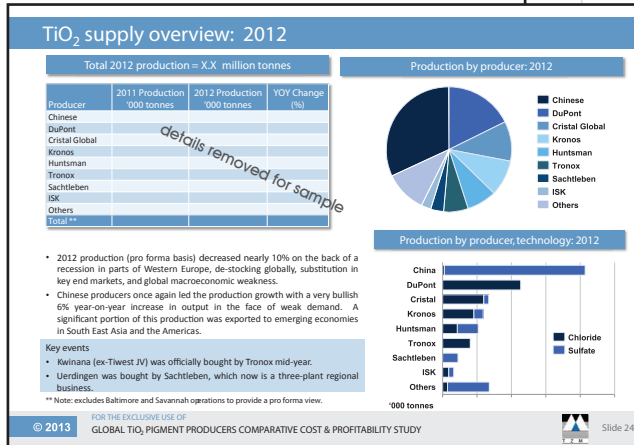 TiO2 supply overview: 2012
Total 2012 production = X.X million tonnes
Producer
2011 Production
'000 tonnes
2012 Production
'000 tonnes
YOY Change
(%)
Chinese
DuPont
Cristal Global
Kronos
Huntsman
Tronox
Sachtleben
ISK
Others
Total **
details removed for sample
• 2012 production (pro forma basis) decreased nearly 10% on the back of a
recession in parts of Western Europe, de-stocking globally, substitution in
key end markets, and global macroeconomic weakness.
• Chinese producers once again led the production growth with a very bullish
6% year-on-year increase in output in the face of weak demand. A
significant portion of this production was exported to emerging economies
in South East Asia and the Americas.
Key events
• Kwinana (ex-Tiwest JV) was officially bought by Tronox mid-year.
• Uerdingen was bought by Sachtleben, which now is a three-plant regional
business.
** Note: excludes Baltimore and Savannah operations to provide a pro forma view.
Production by producer: 2012
Chinese
DuPont
Cristal Global
Kronos
Huntsman
Tronox
Sachtleben
ISK
Others
Production by producer, technology: 2012
China
DuPont
Cristal
Kronos
Huntsman
Tronox
Sachtleben
ISK
Others
Chloride
Sulfate
'000 tonnes
© 2013
FOR THE EXCLUSIVE USE OF
GLOBAL TiO2 PIGMENT PRODUCERS COMPARATIVE COST & PROFITABILITY STUDY
T Z M I
Slide 24